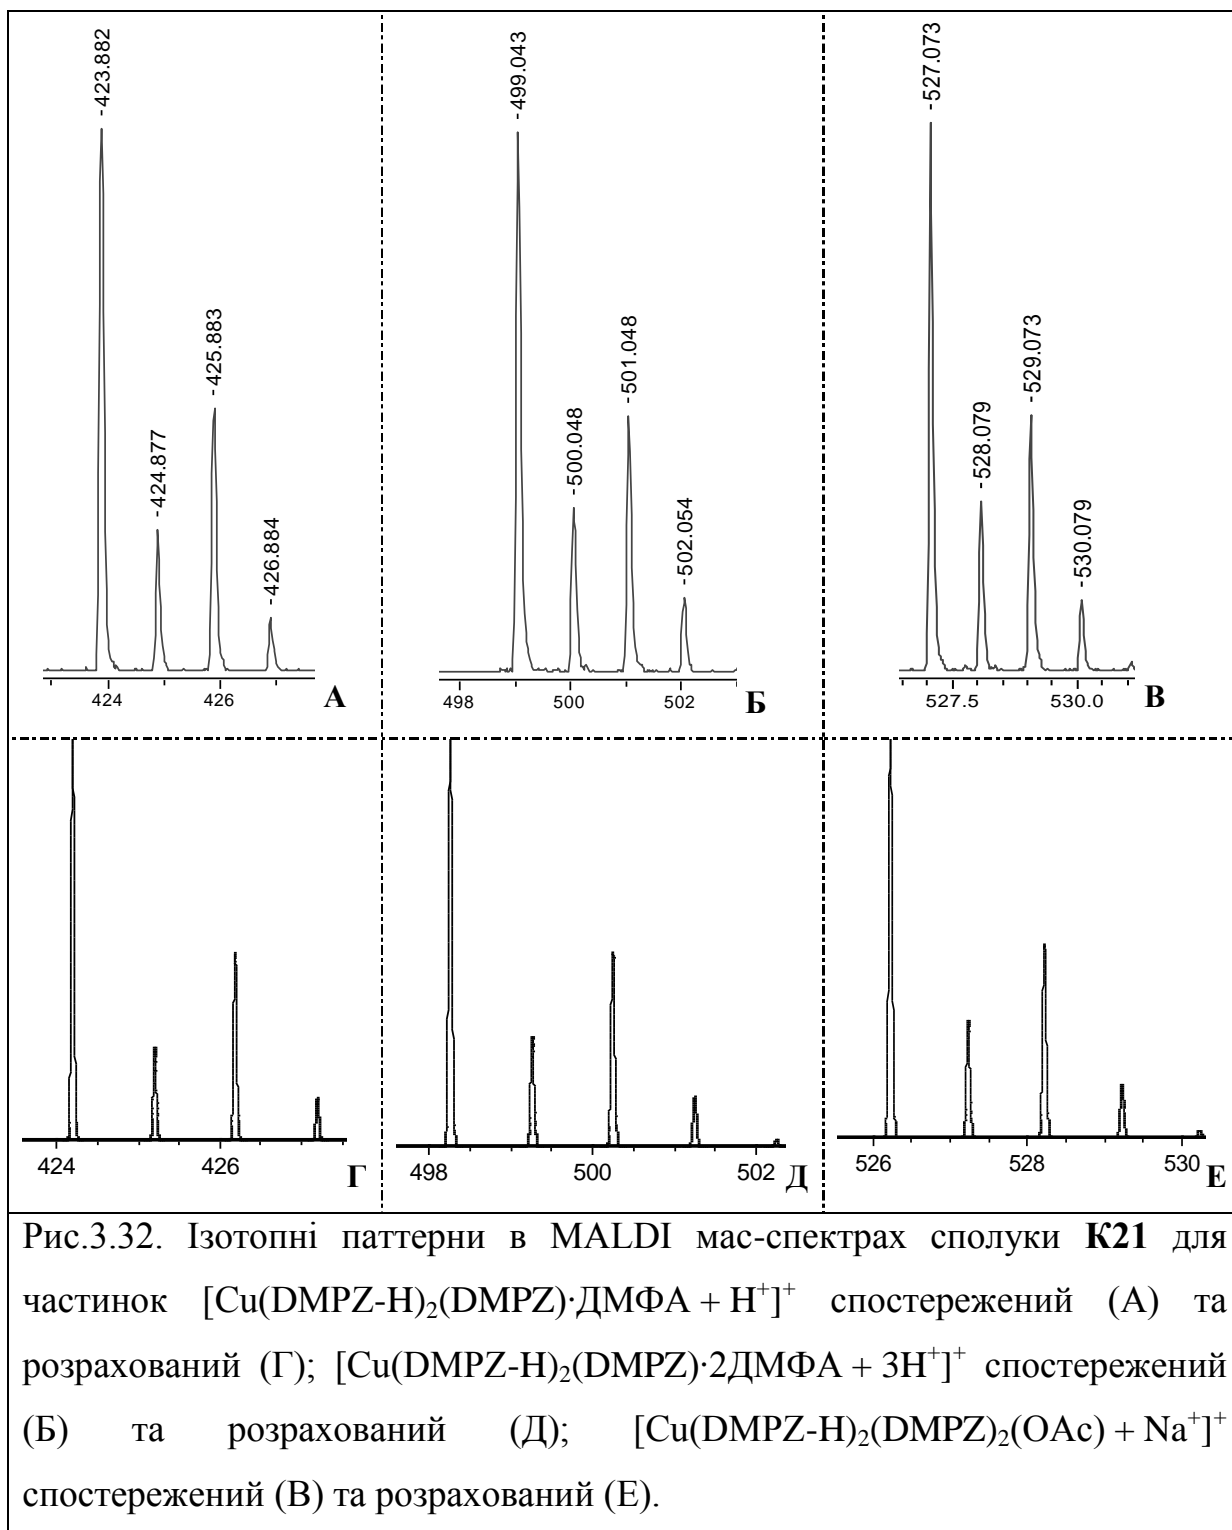 -423.882
-424.877
-425.883
-426.884
424 426 А
-499.043
-500.048
-501.048
-502.054
498 500 502 Б
-527.073
-528.079
-529.073
-530.079
527.5 530.0 В
424 426 Г
498 500 502 Д
526 528 530 Е
Рис.3.32. Ізотопні паттерни в MALDI мас-спектрах сполуки К21 для
частинок [Cu(DMPZ-H)₂(DMPZ)·ДМФА + H⁺]⁺ спостережений (А) та
розрахований (Г); [Cu(DMPZ-H)₂(DMPZ)·2ДМФА + 3H⁺]⁺ спостережений
(Б) та розрахований (Д); [Cu(DMPZ-H)₂(DMPZ)₂(OAc) + Na⁺]⁺
спостережений (В) та розрахований (Е).